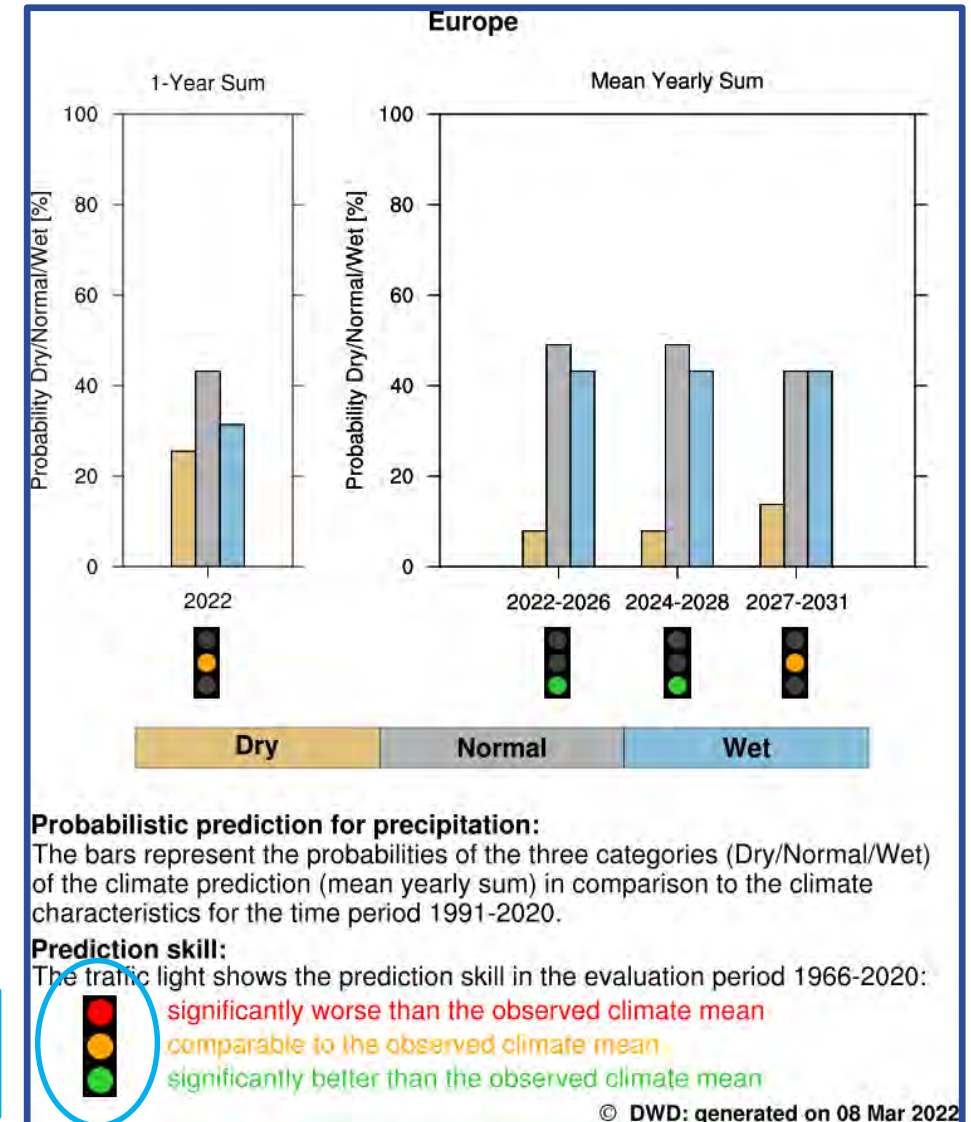 Europe
1-Year Sum
Mean Yearly Sum
Probability Dry/Normal/Wet [%]
100
80
60
40
20
0
2022
Probability Dry/Normal/Wet [%]
100
80
60
40
20
0
2022-2026 2024-2028 2027-2031
Dry Normal Wet
Probabilistic prediction for precipitation:
The bars represent the probabilities of the three categories (Dry/Normal/Wet)
of the climate prediction (mean yearly sum) in comparison to the climate
characteristics for the time period 1991-2020.
Prediction skill:
The traffic light shows the prediction skill in the evaluation period 1966-2020:
significantly worse than the observed climate mean
comparable to the observed climate mean
significantly better than the observed climate mean
© DWD: generated on 08 Mar 2022